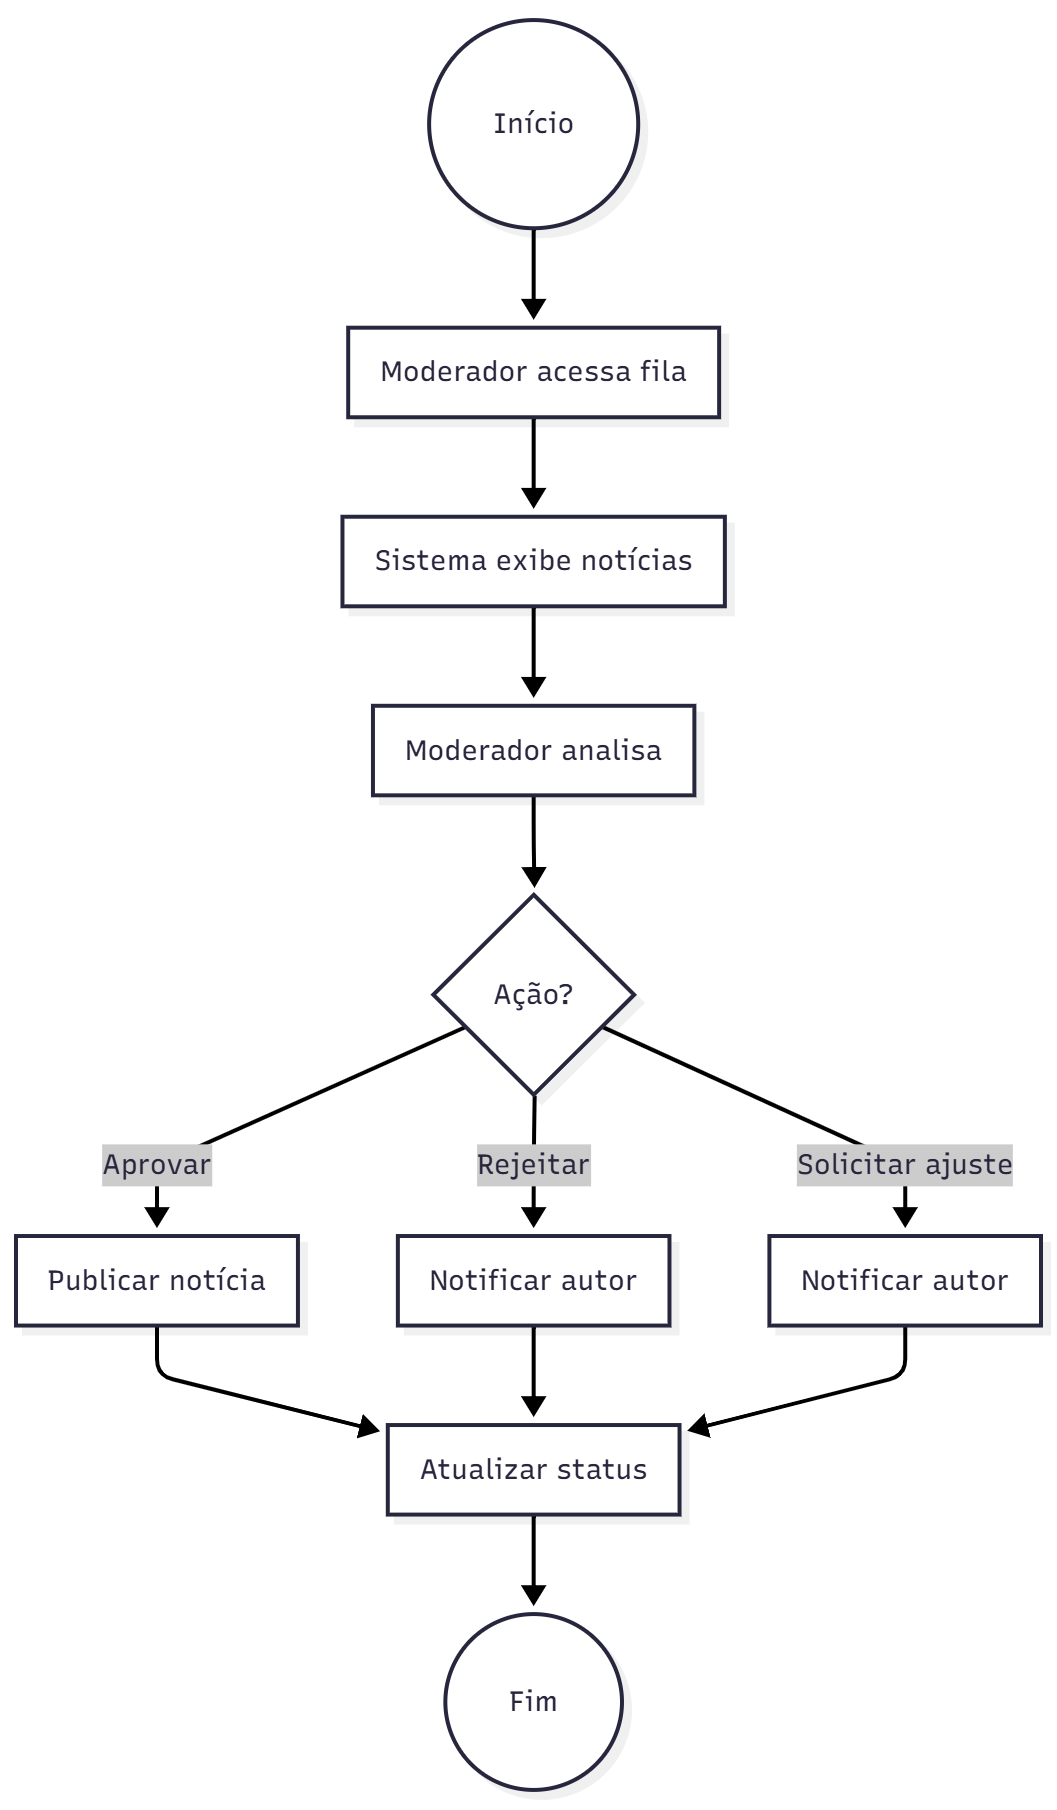 Início
Moderador acessa fila
Sistema exibe notícias
Moderador analisa
Ação?
Aprovar
Rejeitar
Solicitar ajuste
Publicar notícia
Notificar autor
Notificar autor
Atualizar status
Fim